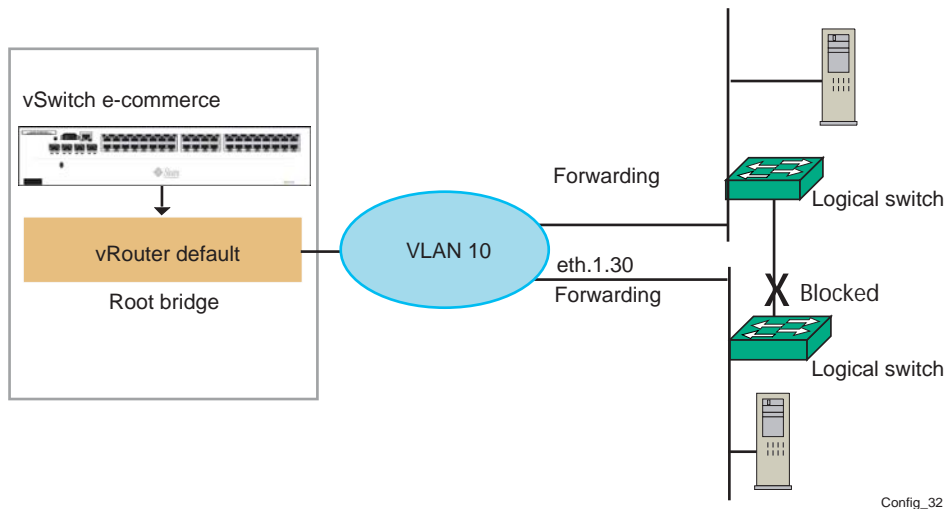 vSwitch e-commerce
Sun
vRouter default
Root bridge
VLAN 10
Forwarding
eth.1.30
Forwarding
Logical switch
X Blocked
Logical switch
Config_32